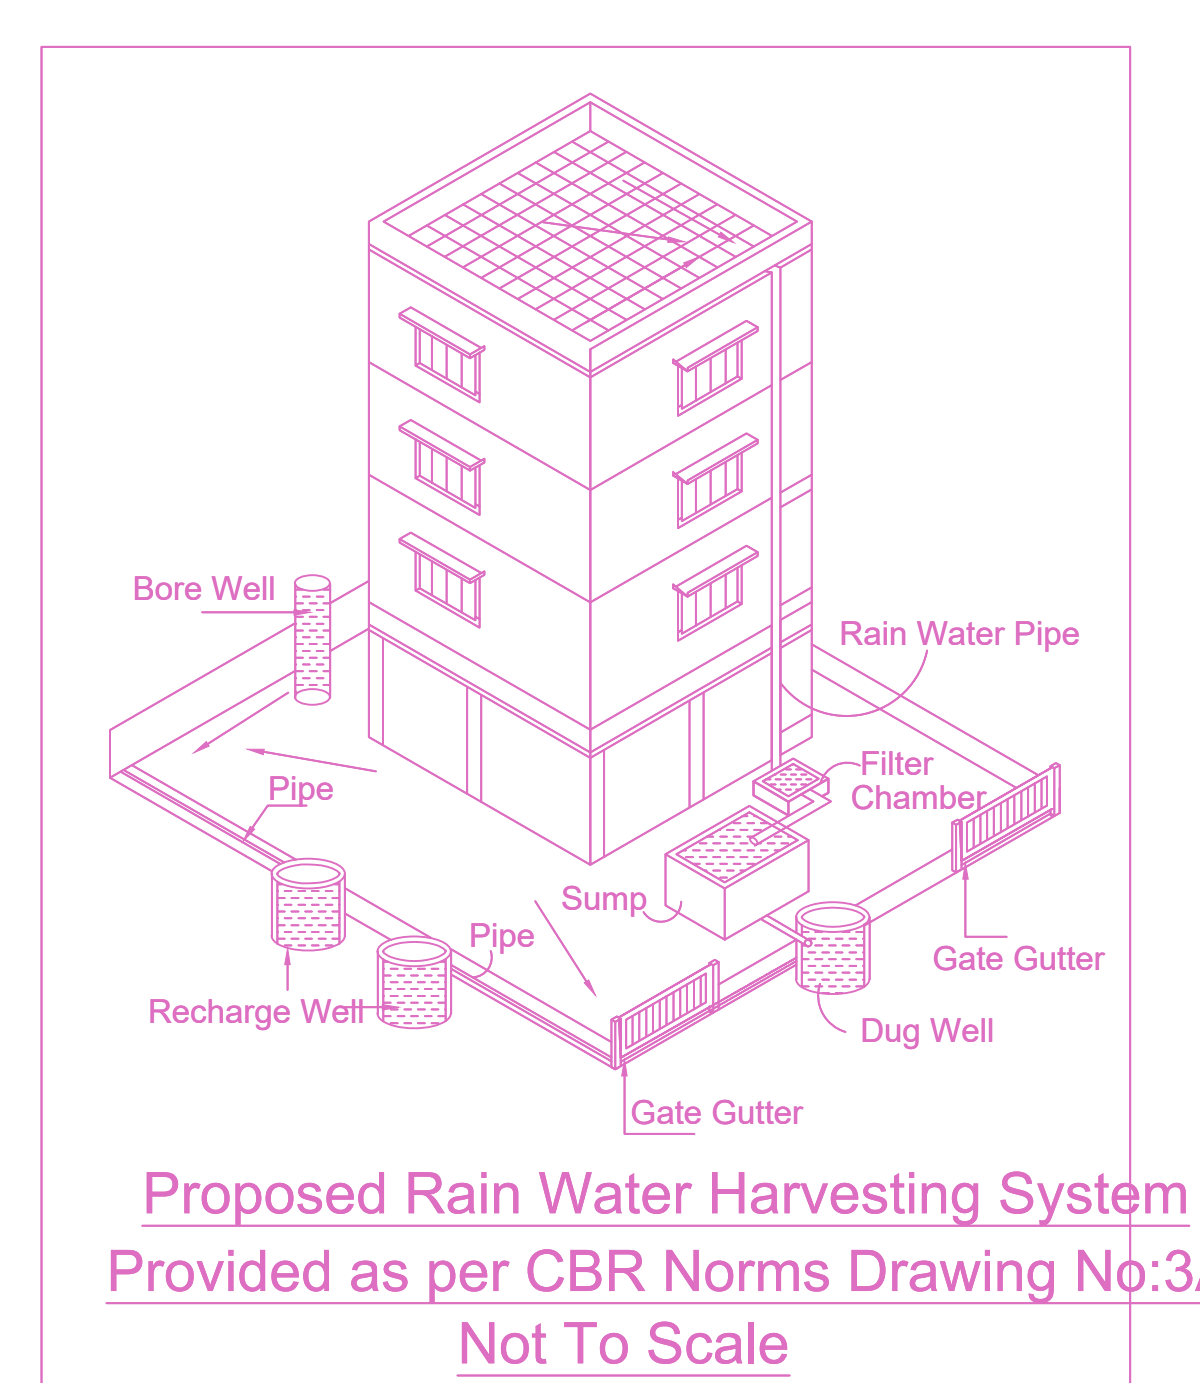 Bore Well
Rain Water Pipe
Pipe
Filter
Chamber
Sump
Pipe
Gate Gutter
Recharge Well
Dug Well
Gate Gutter
Proposed Rain Water Harvesting System
Provided as per CBR Norms Drawing No:3A
Not To Scale